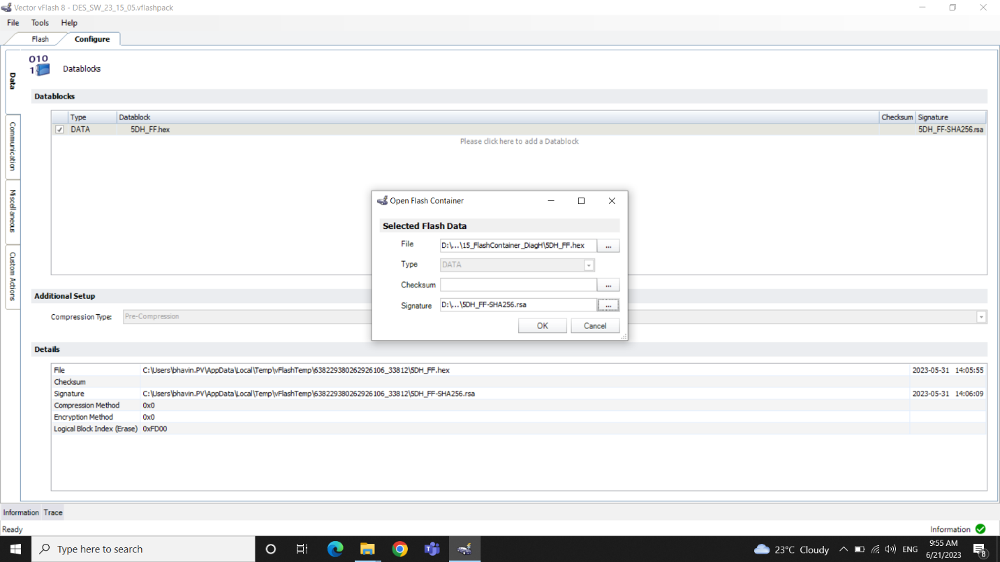 Vector vFlash 8 - DES_SW_23_15_05.vflashpack
File Tools Help
Flash Configure
010
1
Datablocks
Data
Communication
Miscellaneous
Custom Actions
Datablocks
Type Datablock Checksum Signature
DATA 5DH_FF.hex 5DH_FF-SHA256.rsa
Please click here to add a Datablock
Open Flash Container
Selected Flash Data
File D:\...\15_FlashContainer_DiagH\5DH_FF.hex ...
Type DATA
Checksum ...
Signature D:\...\5DH_FF-SHA256.rsa ...
OK Cancel
Additional Setup
Compression Type: Pre-Compression
Details
File C:\Users\bhavin.PV\AppData\Local\Temp\vFlashTemp\638229380262926106_33812\5DH_FF.hex 2023-05-31 14:05:55
Checksum
Signature C:\Users\bhavin.PV\AppData\Local\Temp\vFlashTemp\638229380262926106_33812\5DH_FF-SHA256.rsa 2023-05-31 14:06:09
Compression Method 0x0
Encryption Method 0x0
Logical Block Index (Erase) 0xFD00
Information Trace
Ready Information
Type here to search
23°C Cloudy
ENG
9:55 AM
6/21/2023
8